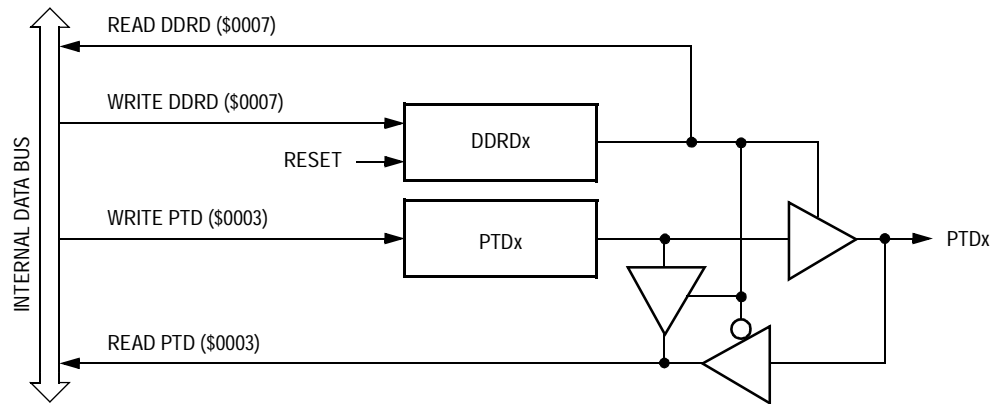 READ DDRD ($0007)
WRITE DDRD ($0007)
DDRDx
RESET
WRITE PTD ($0003)
PTDx
PTDx
READ PTD ($0003)
INTERNAL DATA BUS